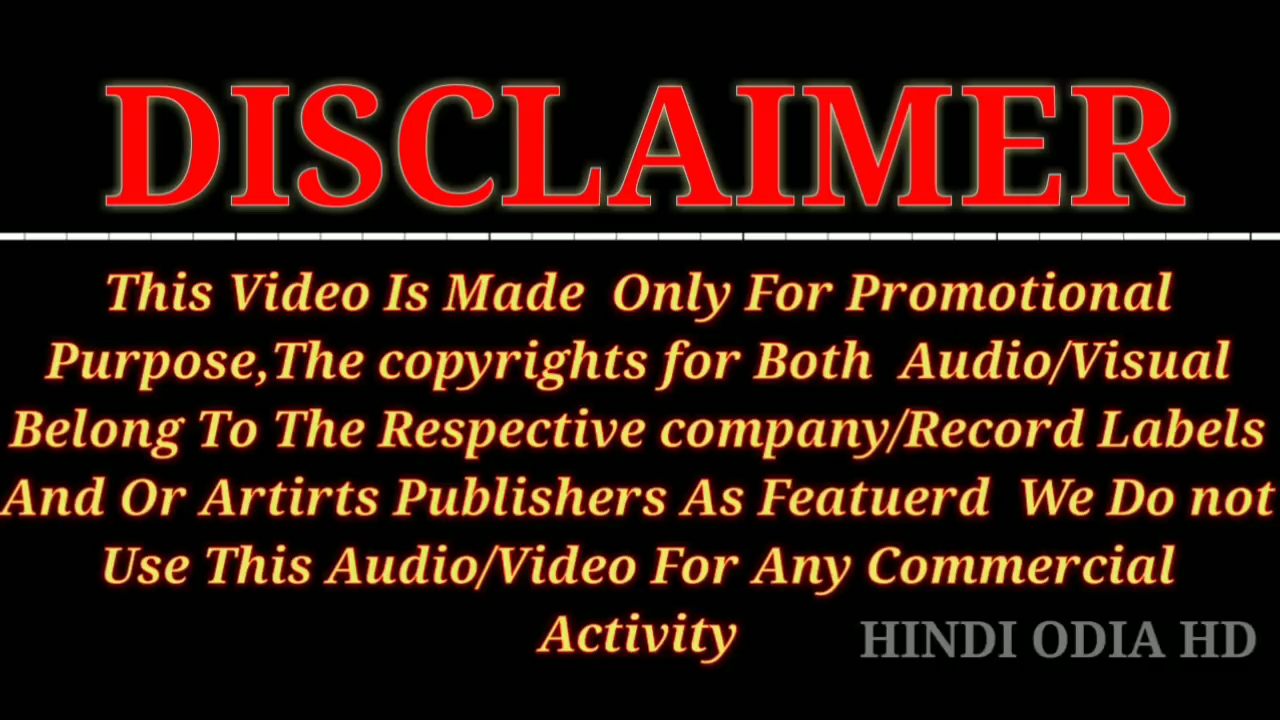 DISCLAIMER
This Video Is Made Only For Promotional
Purpose,The copyrights for Both Audio/Visual
Belong To The Respective company/Record Labels
And Or Artirts Publishers As Featuerd We Do not
Use This Audio/Video For Any Commercial
Activity
HINDI ODIA HD